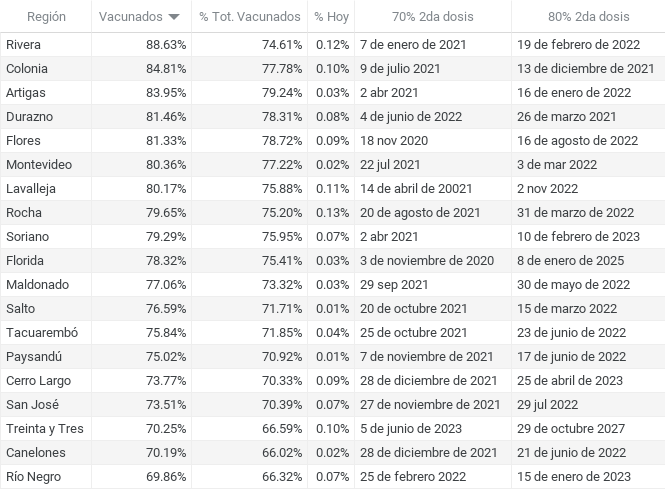 Región Vacunados % Tot. Vacunados % Hoy 70% 2da dosis 80% 2da dosis
Rivera 88.63% 74.61% 0.12% 7 de enero de 2021 19 de febrero de 2022
Colonia 84.81% 77.78% 0.10% 9 de julio 2021 13 de diciembre de 2021
Artigas 83.95% 79.24% 0.03% 2 abr 2021 16 de enero de 2022
Durazno 81.46% 78.31% 0.08% 4 de junio de 2022 26 de marzo 2021
Flores 81.33% 78.72% 0.09% 18 nov 2020 16 de agosto de 2022
Montevideo 80.36% 77.22% 0.02% 22 jul 2021 3 de mar 2022
Lavalleja 80.17% 75.88% 0.11% 14 de abril de 20021 2 nov 2022
Rocha 79.65% 75.20% 0.13% 20 de agosto de 2021 31 de marzo de 2022
Soriano 79.29% 75.95% 0.07% 2 abr 2021 10 de febrero de 2023
Florida 78.32% 75.41% 0.03% 3 de noviembre de 2020 8 de enero de 2025
Maldonado 77.06% 73.32% 0.03% 29 sep 2021 30 de mayo de 2022
Salto 76.59% 71.71% 0.01% 20 de octubre 2021 15 de marzo de 2022
Tacuarembó 75.84% 71.85% 0.04% 25 de octubre 2021 23 de junio de 2022
Paysandú 75.02% 70.92% 0.01% 7 de noviembre de 2021 17 de junio de 2022
Cerro Largo 73.77% 70.33% 0.09% 28 de diciembre de 2021 25 de abril de 2023
San José 73.51% 70.39% 0.07% 27 de noviembre de 2021 29 jul 2022
Treinta y Tres 70.25% 66.59% 0.10% 5 de junio de 2023 29 de octubre 2027
Canelones 70.19% 66.02% 0.02% 28 de diciembre de 2021 21 de junio de 2022
Río Negro 69.86% 66.32% 0.07% 25 de febrero 2022 15 de enero de 2023